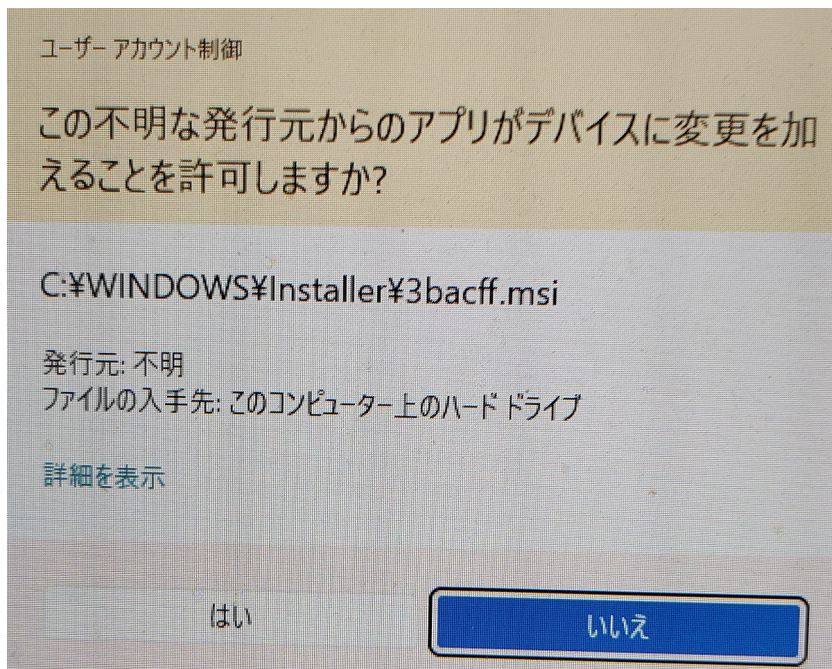 ユーザー アカウント制御
この不明な発行元からのアプリがデバイスに変更を加
えることを許可しますか?
C:¥WINDOWS¥Installer¥3bacff.msi
発行元: 不明
ファイルの入手先: このコンピューター上のハード ドライブ
詳細を表示
はい
いいえ